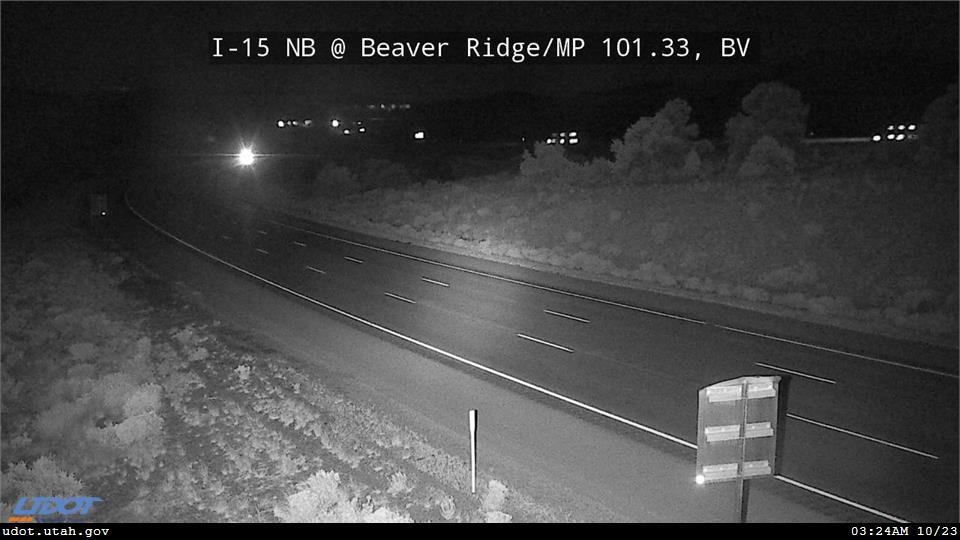 I-15 NB @ Beaver Ridge/MP 101.33, BV
UDOT
udot.utah.gov 03:24AM 10/23